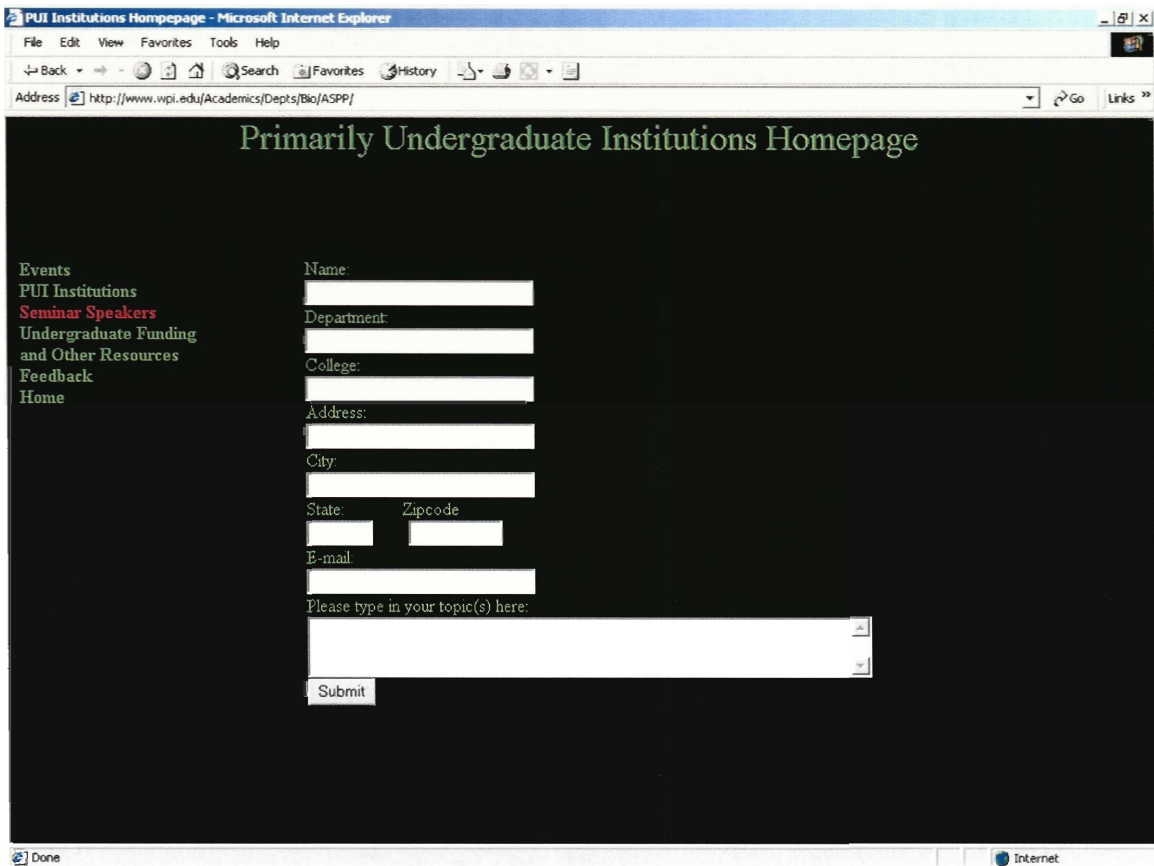 PUI Institutions Hompepage - Microsoft Internet Explorer
File Edit View Favorites Tools Help
Back Search Favorites History
Address http://www.wpi.edu/Academics/Depts/Bio/ASPP/ Go Links »
Primarily Undergraduate Institutions Homepage
Events
PUI Institutions
Seminar Speakers
Undergraduate Funding
and Other Resources
Feedback
Home
Name:
Department:
College:
Address:
City:
State: Zipcode
E-mail:
Please type in your topic(s) here:
Submit
Done Internet